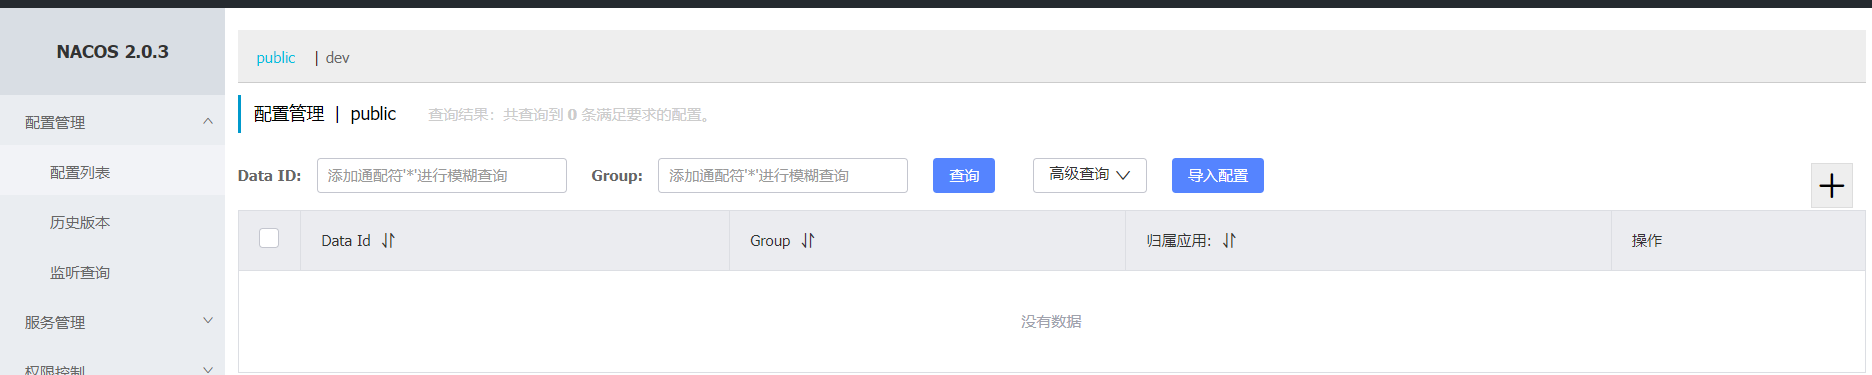 NACOS 2.0.3
public | dev
配置管理
配置管理 | public 查询结果：共查询到 0 条满足要求的配置。
配置列表
Data ID: 添加通配符'*'进行模糊查询 Group: 添加通配符'*'进行模糊查询 查询 高级查询 导入配置
历史版本
Data Id Group 归属应用: 操作
监听查询
服务管理
没有数据
权限控制